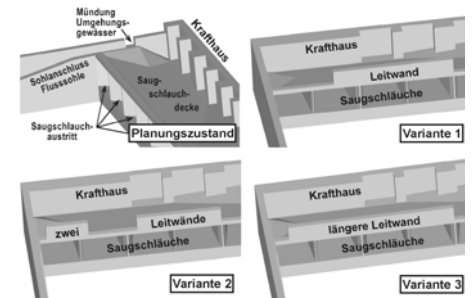 Mündung
Umgehungs-
gewässer
Krafthaus
Sohlanschluss
Flusssohle
Saug-
schlauch-
decke
Saugschlauch-
austritt
Planungszustand
Krafthaus
Leitwand
Saugschläuche
Variante 1
Krafthaus
zwei
Leitwände
Saugschläuche
Variante 2
Krafthaus
längere Leitwand
Saugschläuche
Variante 3